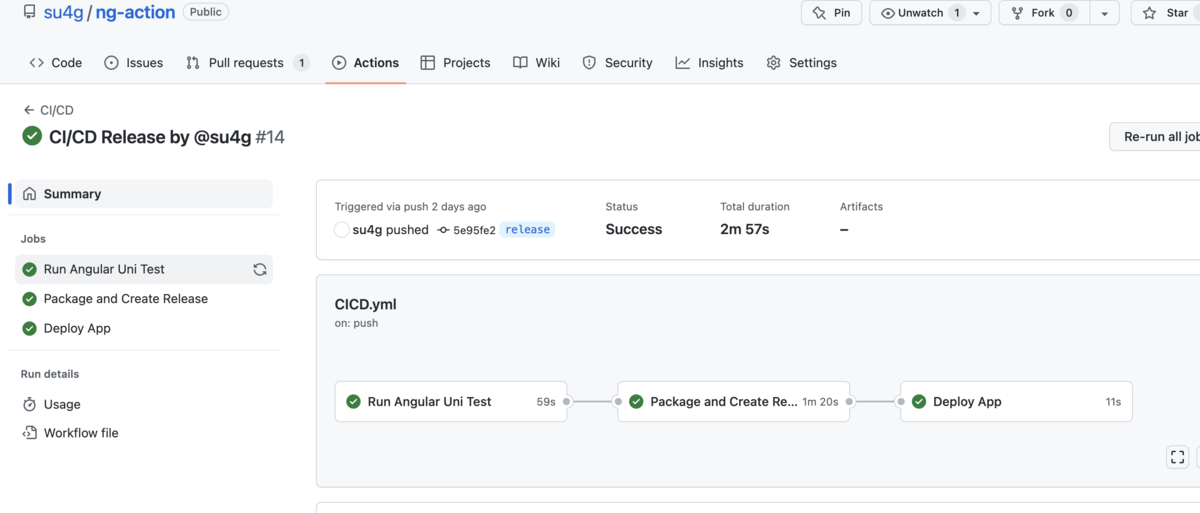 su4g / ng-action Public Pin Unwatch 1 Fork 0 Star
Code Issues Pull requests 1 Actions Projects Wiki Security Insights Settings
CI/CD
CI/CD Release by @su4g #14
Re-run all job
Summary
Jobs
Run Angular Uni Test
Package and Create Release
Deploy App
Run details
Usage
Workflow file
Triggered via push 2 days ago Status Total duration Artifacts
su4g pushed 5e95fe2 release Success 2m 57s –
CICD.yml
on: push
Run Angular Uni Test 59s Package and Create Re... 1m 20s Deploy App 11s